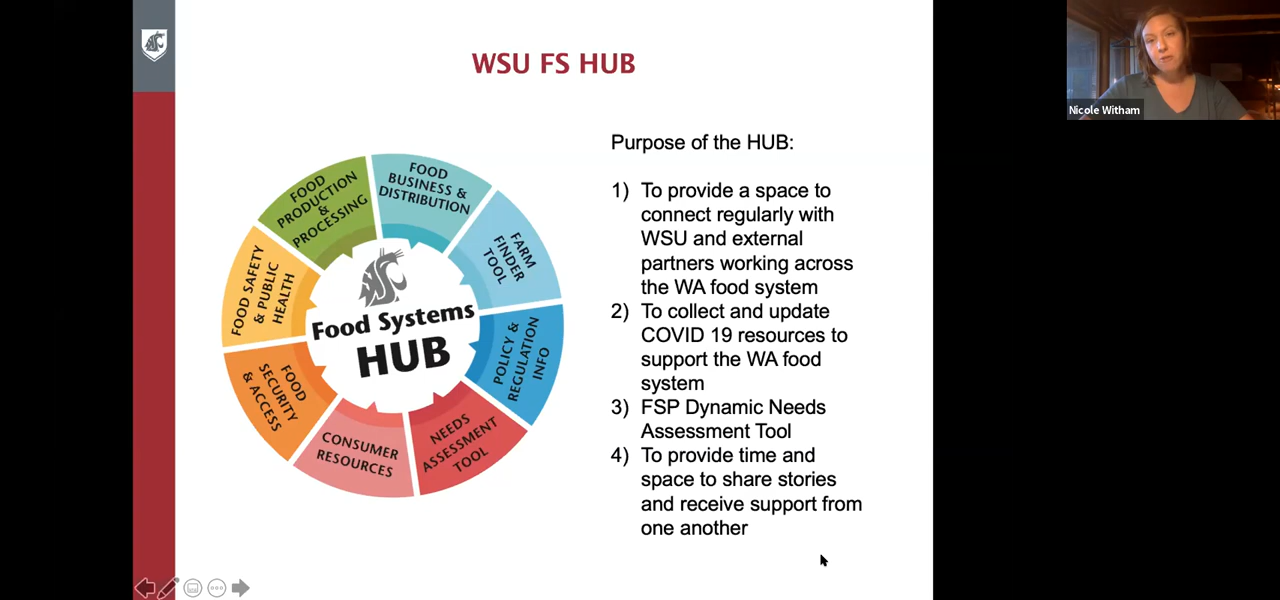 WSU FS HUB
Nicole Witham
Purpose of the HUB:
1) To provide a space to
connect regularly with
WSU and external
partners working across
the WA food system
2) To collect and update
COVID 19 resources to
support the WA food
system
3) FSP Dynamic Needs
Assessment Tool
4) To provide time and
space to share stories
and receive support from
one another
FOOD
PRODUCTION
&
PROCESSING
FOOD
BUSINESS &
DISTRIBUTION
FARM
FINDER
TOOL
POLICY &
REGULATION
INFO
NEEDS
ASSESSMENT
TOOL
CONSUMER
RESOURCES
FOOD
SECURITY
& ACCESS
FOOD SAFETY
& PUBLIC
HEALTH
Food Systems
HUB